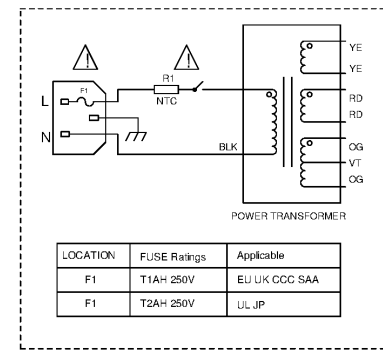 YE
F1
R1
YE
L
NTC
RD
RD
N
OG
BLK
VT
OG
POWER TRANSFORMER
LOCATION FUSE Ratings Applicable
F1 T1AH 250V EU UK CCC SAA
F1 T2AH 250V UL JP